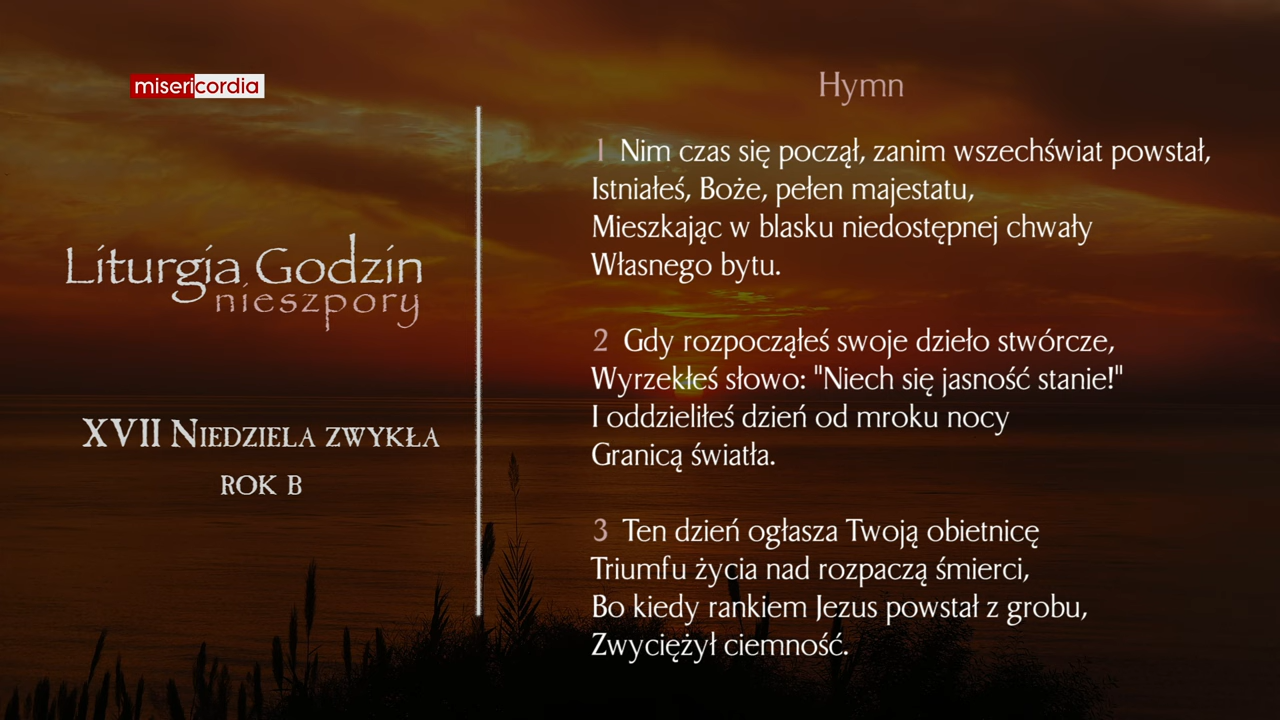 misericordia
Liturgia Godzin
nieszpory
XVII Niedziela zwykła
rok B
Hymn
1 Nim czas się począł, zanim wszechświat powstał,
Istniałeś, Boże, pełen majestatu,
Mieszkając w blasku niedostępnej chwały
Własnego bytu.
2 Gdy rozpocząłeś swoje dzieło stwórcze,
Wyrzekłeś słowo: "Niech się jasność stanie!"
I oddzieliłeś dzień od mroku nocy
Granicą światła.
3 Ten dzień ogłasza Twoją obietnicę
Triumfu życia nad rozpaczą śmierci,
Bo kiedy rankiem Jezus powstał z grobu,
Zwyciężył ciemność.